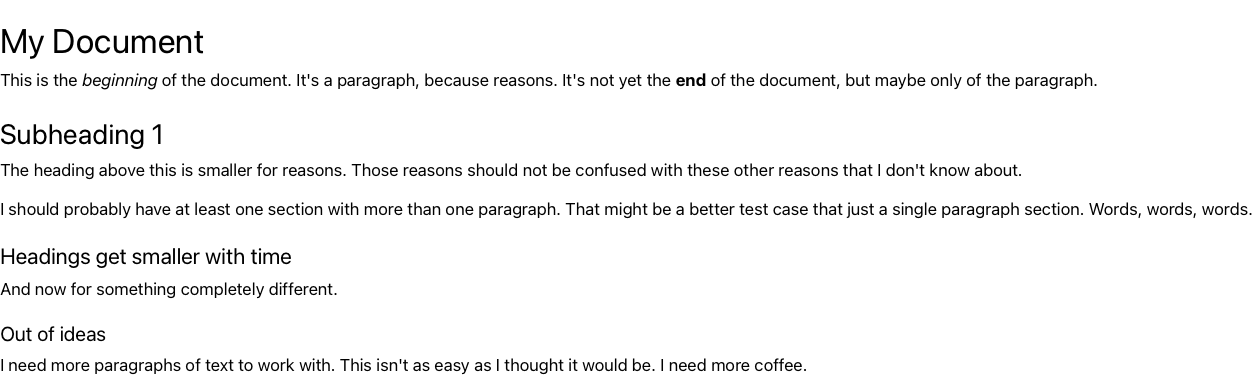 My Document
This is the beginning of the document. It's a paragraph, because reasons. It's not yet the end of the document, but maybe only of the paragraph.
Subheading 1
The heading above this is smaller for reasons. Those reasons should not be confused with these other reasons that I don't know about.
I should probably have at least one section with more than one paragraph. That might be a better test case that just a single paragraph section. Words, words, words.
Headings get smaller with time
And now for something completely different.
Out of ideas
I need more paragraphs of text to work with. This isn't as easy as I thought it would be. I need more coffee.